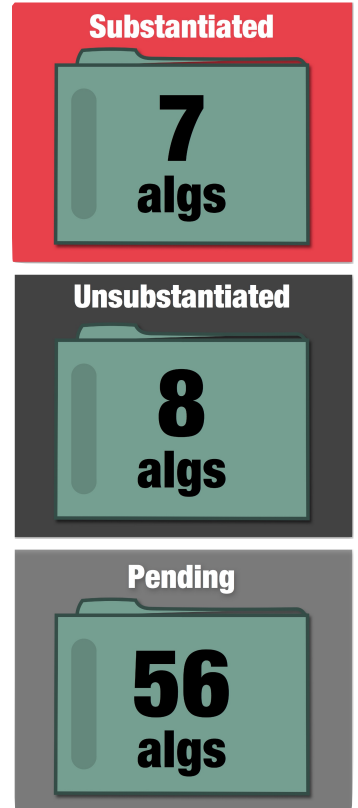 Substantiated
7
algs
Unsubstantiated
8
algs
Pending
56
algs